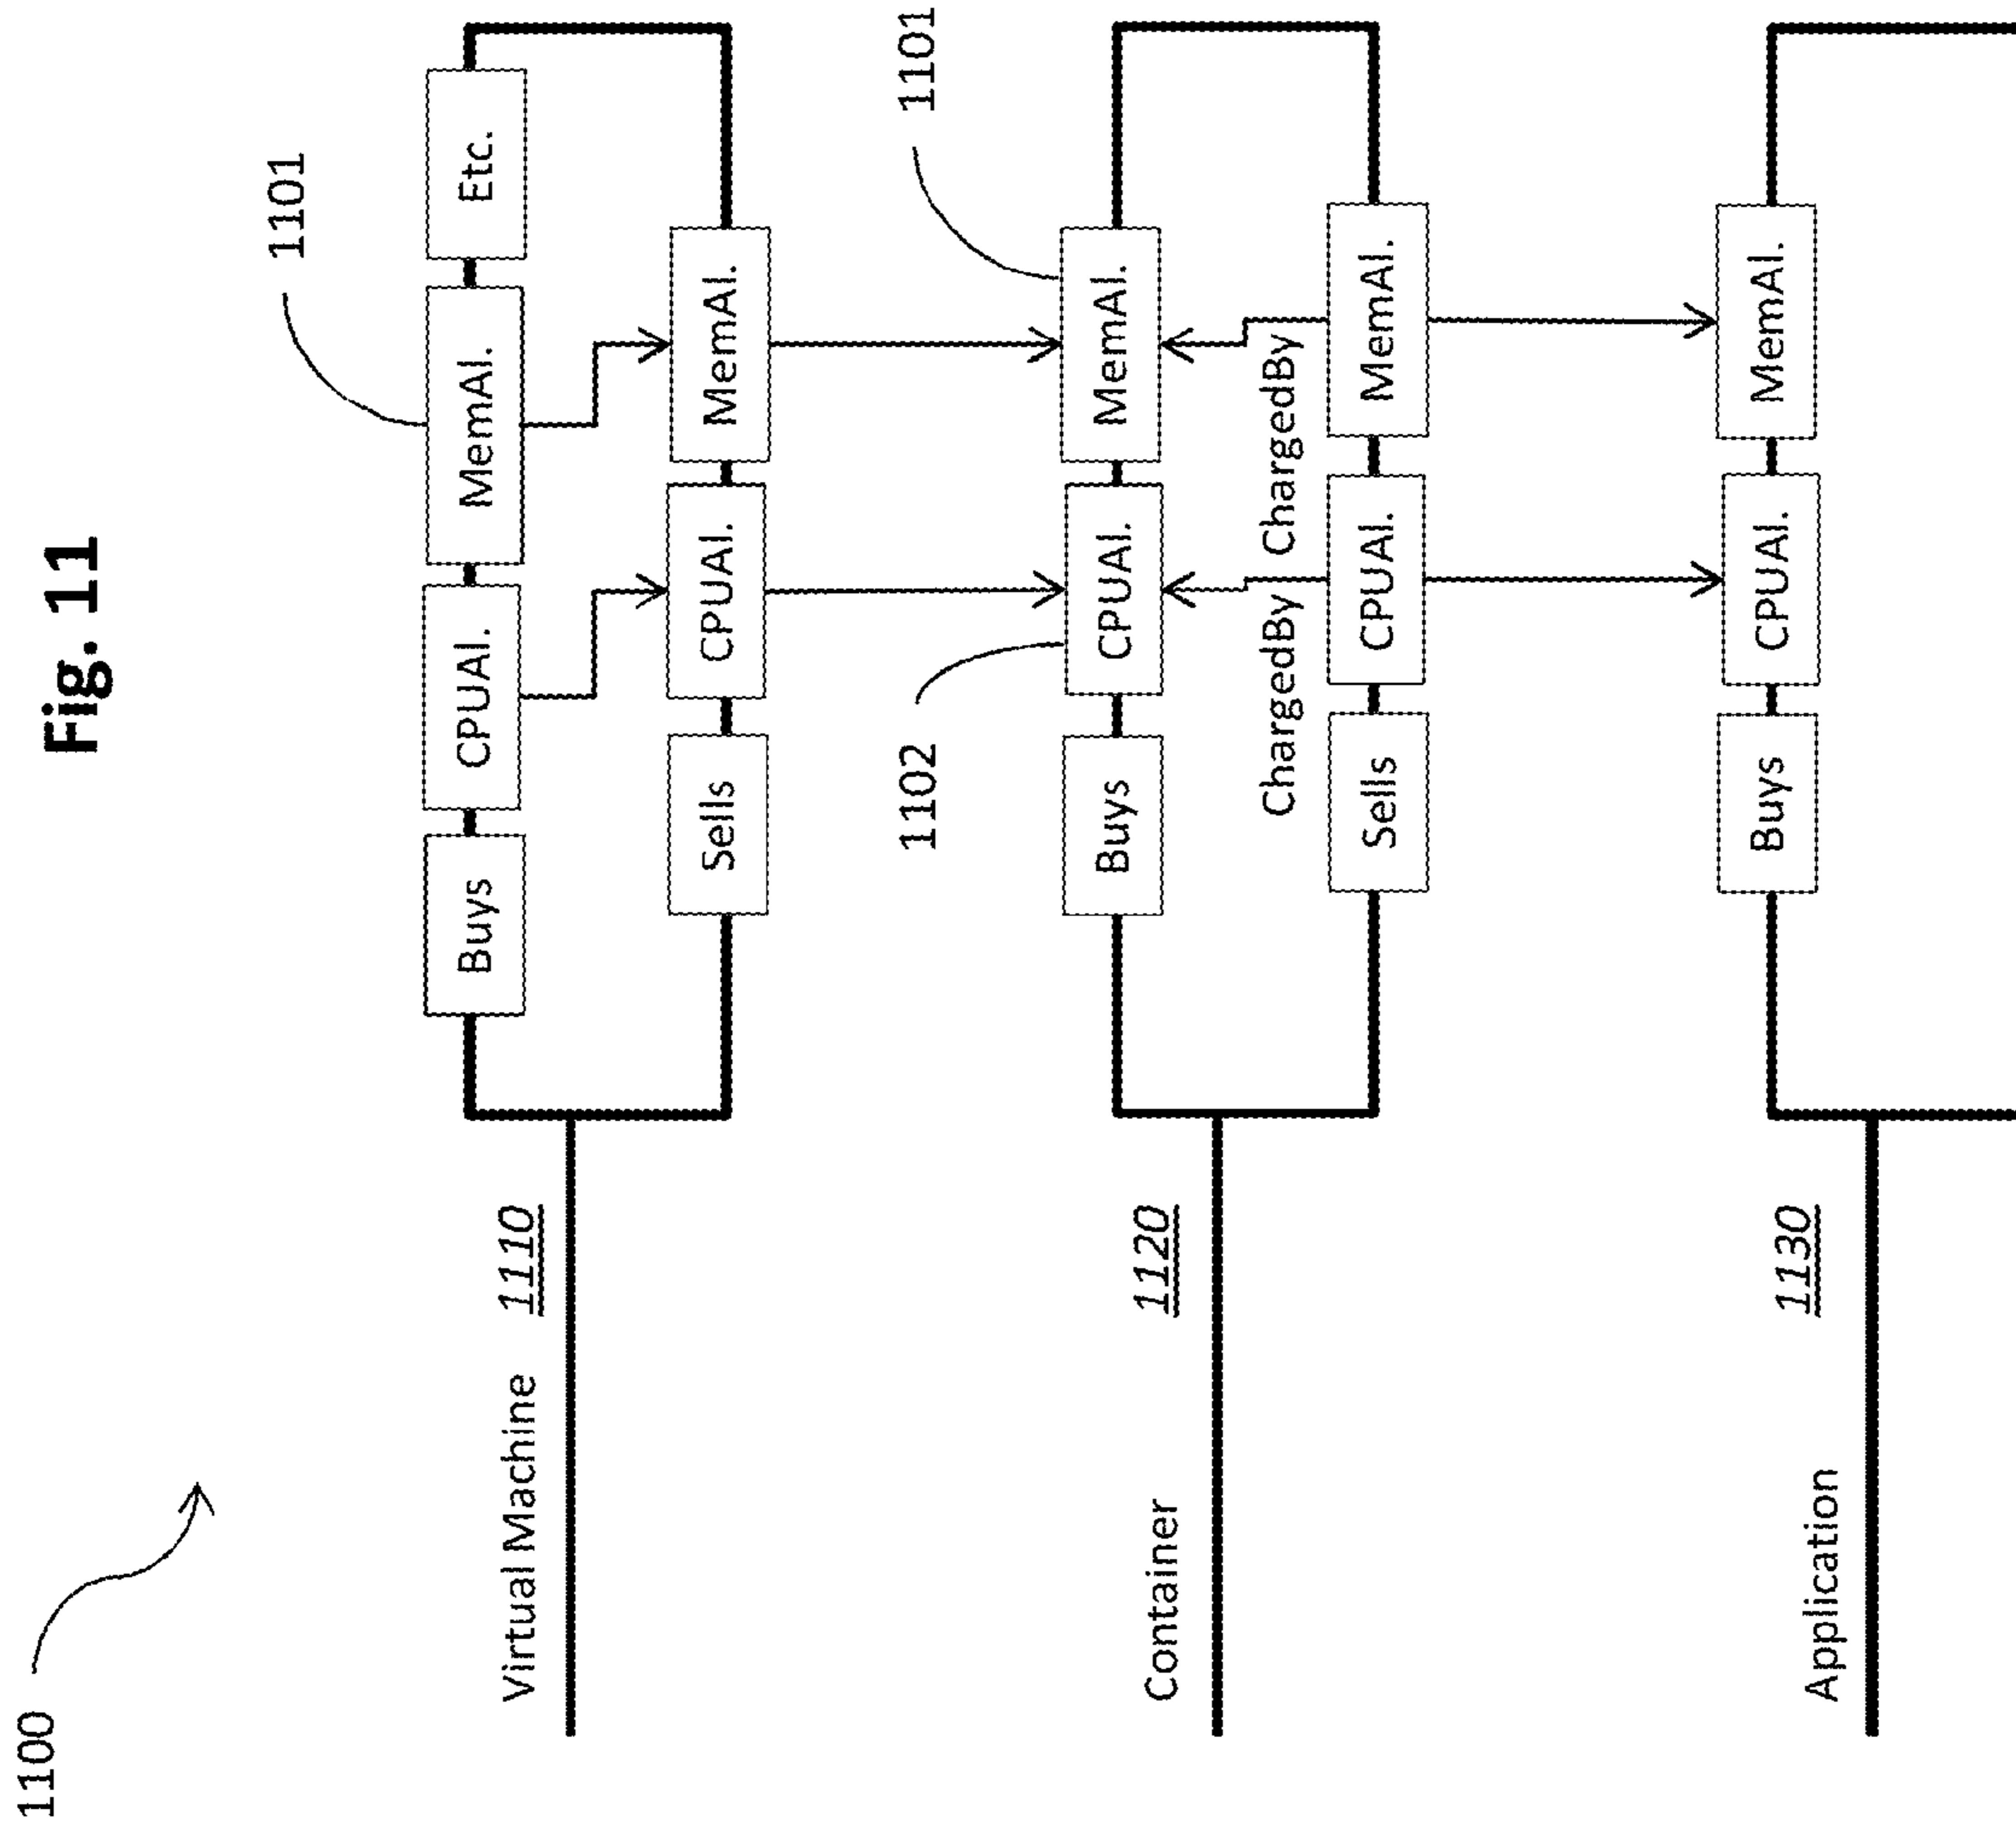 Fig. 11
1100
1101
Buys
CPUAl.
MemAl.
Etc.
Virtual Machine
1110
Sells
CPUAl.
MemAl.
1102
1101
Buys
CPUAl.
MemAl.
Container
1120
ChargedBy
ChargedBy
Sells
CPUAl.
MemAl.
Buys
CPUAl.
MemAl.
Application
1130